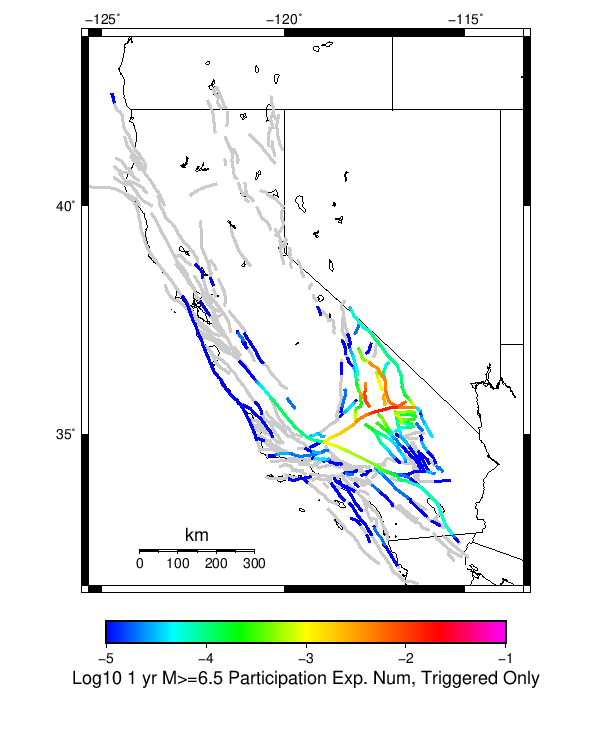 −125˚ −120˚ −115˚
40˚
35˚
km
0 100 200 300
−5 −4 −3 −2 −1
Log10 1 yr M>=6.5 Participation Exp. Num, Triggered Only